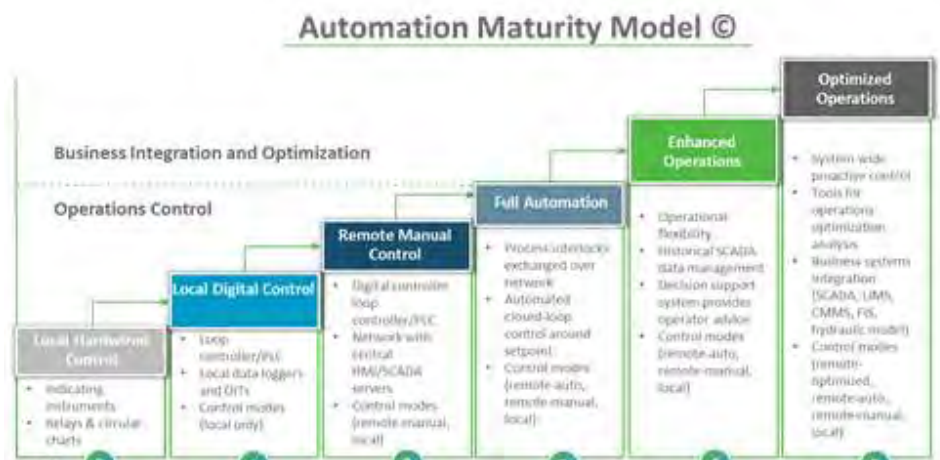 Automation Maturity Model ©
Optimized
Operations
Business Integration and Optimization
Enhanced
Operations
Operations Control
Full Automation
Remote Manual
Control
Local Digital Control
Local Hardwired
Control
• Indicating
instruments
• Relays & circular
charts
• Loop
controller/PLC
• Local data loggers
and OITs
• Control modes
(local only)
• Digital controller
loop
controller/PLC
• Network with
central
HMI/SCADA
servers
• Control modes
(remote-manual,
local)
• Process interlocks
exchanged over
network
• Automated
closed-loop
control around
setpoint
• Control modes
(remote-auto,
remote-manual,
local)
• Operational
flexibility
• Historical SCADA
data management
• Decision support
system provides
operator advice
• Control modes
(remote-auto,
remote-manual,
local)
• System wide
proactive control
• Tools for
operations
optimization
analysis
• Business systems
integration
(SCADA, LIMS,
CMMS, FIS,
hydraulic model)
• Control modes
(remote-
optimized,
remote-auto,
remote-manual,
local)